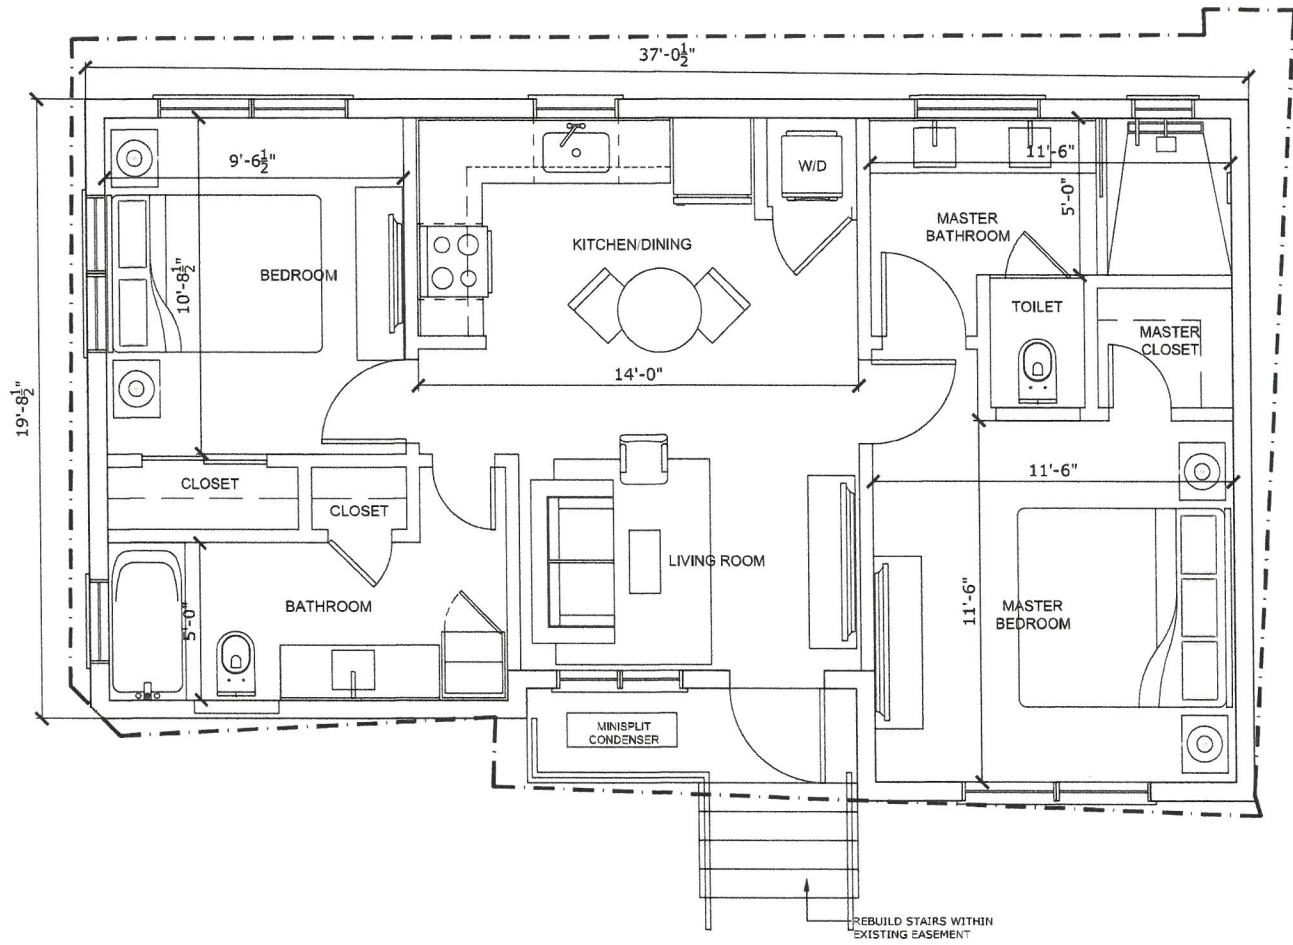 37'-0½"
9'-6½"
W/D
11'-6"
5'-0"
MASTER
BATHROOM
KITCHEN/DINING
BEDROOM
10'-8½"
TOILET
MASTER
CLOSET
14'-0"
19'-8½"
11'-6"
CLOSET
CLOSET
LIVING ROOM
BATHROOM
5'-0"
11'-6"
MASTER
BEDROOM
MINISPLIT
CONDENSER
REBUILD STAIRS WITHIN
EXISTING EASEMENT